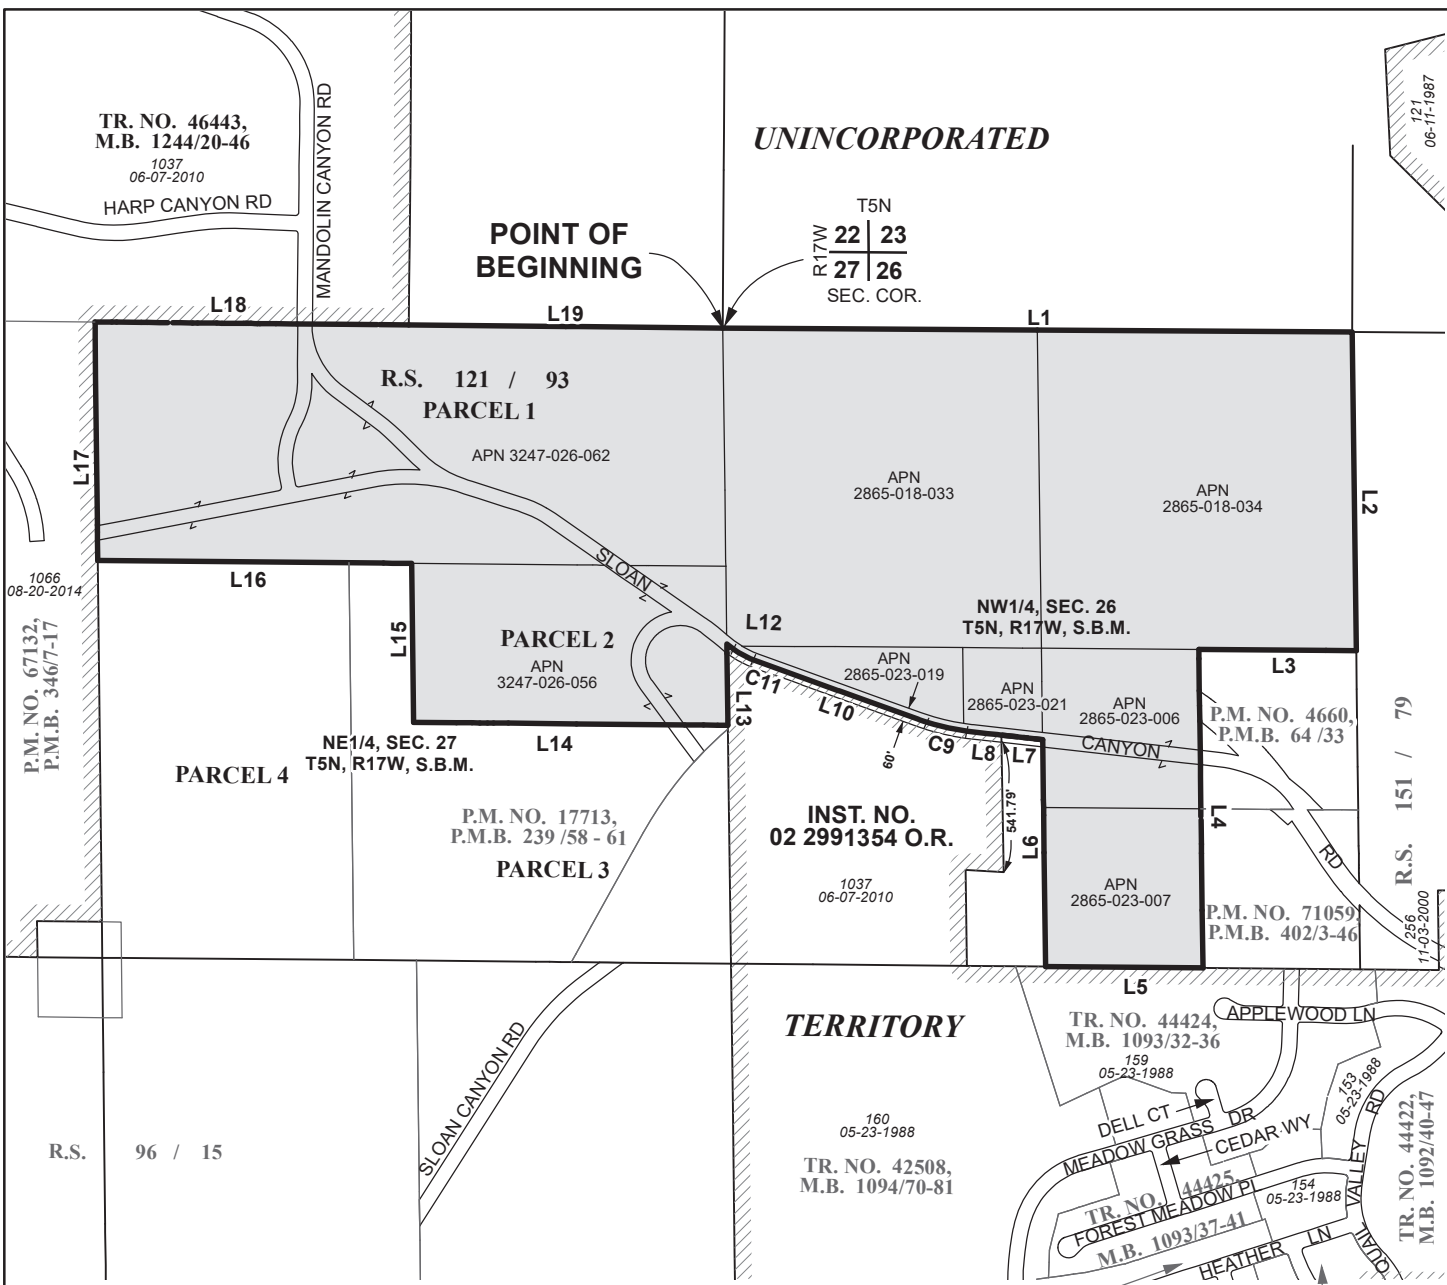 TR. NO. 46443,
M.B. 1244/20-46
1037
06-07-2010
HARP CANYON RD
MANDOLIN CANYON RD
UNINCORPORATED
121
06-11-1987
POINT OF
BEGINNING
T5N
R17W
22 23
27 26
SEC. COR.
L18
L19
L1
R.S. 121 / 93
PARCEL 1
APN 3247-026-062
APN
2865-018-033
APN
2865-018-034
L17
L2
SLOAN
L16
1066
08-20-2014
P.M. NO. 67132,
P.M.B. 346/7-17
L15
PARCEL 2
APN
3247-026-056
L12
NW1/4, SEC. 26
T5N, R17W, S.B.M.
APN
2865-023-019
APN
2865-023-021
APN
2865-023-006
L3
P.M. NO. 4660,
P.M.B. 64 /33
R.S. 151 / 79
C11
L10
L13
C9
L8
L7
60'
CANYON
L14
NE1/4, SEC. 27
T5N, R17W, S.B.M.
PARCEL 4
P.M. NO. 17713,
P.M.B. 239 /58 - 61
PARCEL 3
INST. NO.
02 2991354 O.R.
541.79'
L6
L4
RD
1037
06-07-2010
APN
2865-023-007
P.M. NO. 71059,
P.M.B. 402/3-46
256
11-03-2000
L5
TERRITORY
TR. NO. 44424,
M.B. 1093/32-36
159
05-23-1988
APPLEWOOD LN
153
05-23-1988
SLOAN CANYON RD
R.S. 96 / 15
160
05-23-1988
TR. NO. 42508,
M.B. 1094/70-81
DELL CT
MEADOW GRASS DR
CEDAR WY
TR. NO. 44425,
M.B. 1093/37-41
FOREST MEADOW PL
154
05-23-1988
HEATHER LN
QUAIL VALLEY RD
TR. NO. 44422,
M.B. 1092/40-47